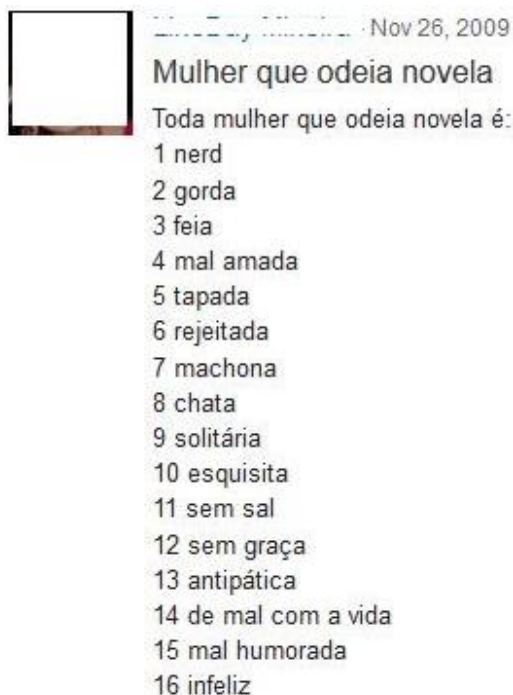 Nov 26, 2009
Mulher que odeia novela
Toda mulher que odeia novela é:
1 nerd
2 gorda
3 feia
4 mal amada
5 tapada
6 rejeitada
7 machona
8 chata
9 solitária
10 esquisita
11 sem sal
12 sem graça
13 antipática
14 de mal com a vida
15 mal humorada
16 infeliz